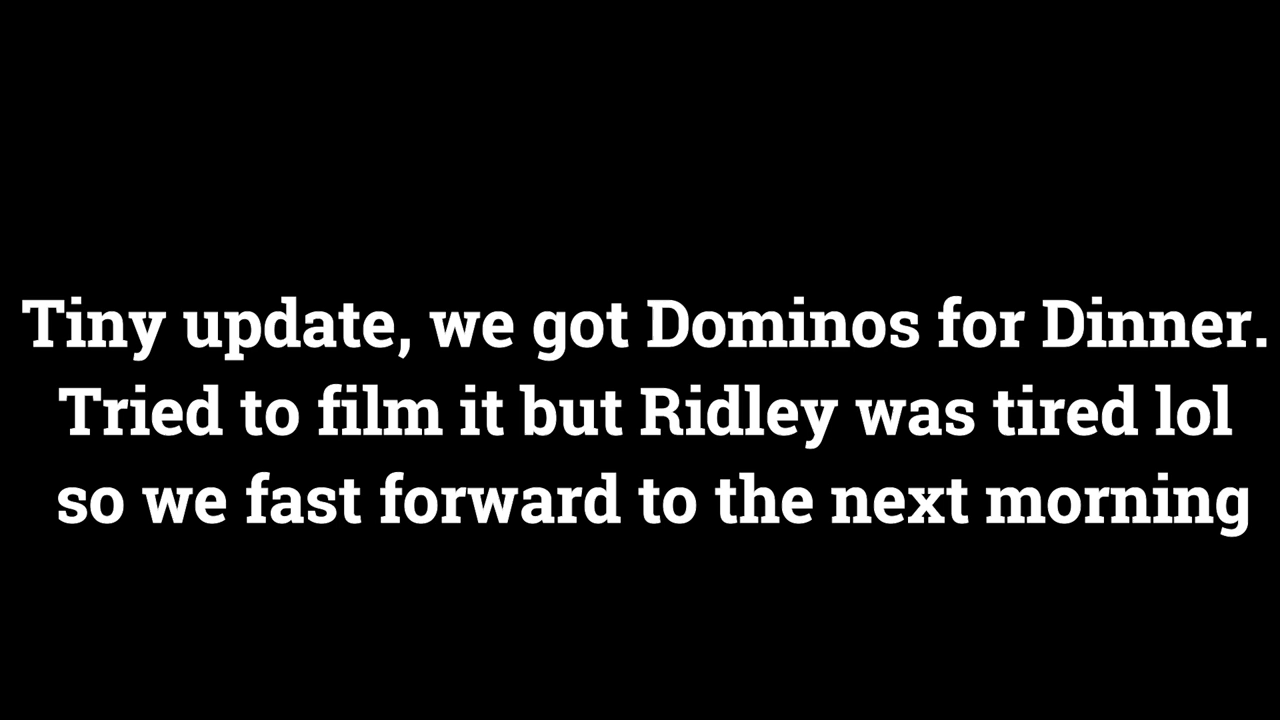 Tiny update, we got Dominos for Dinner.
Tried to film it but Ridley was tired lol
so we fast forward to the next morning